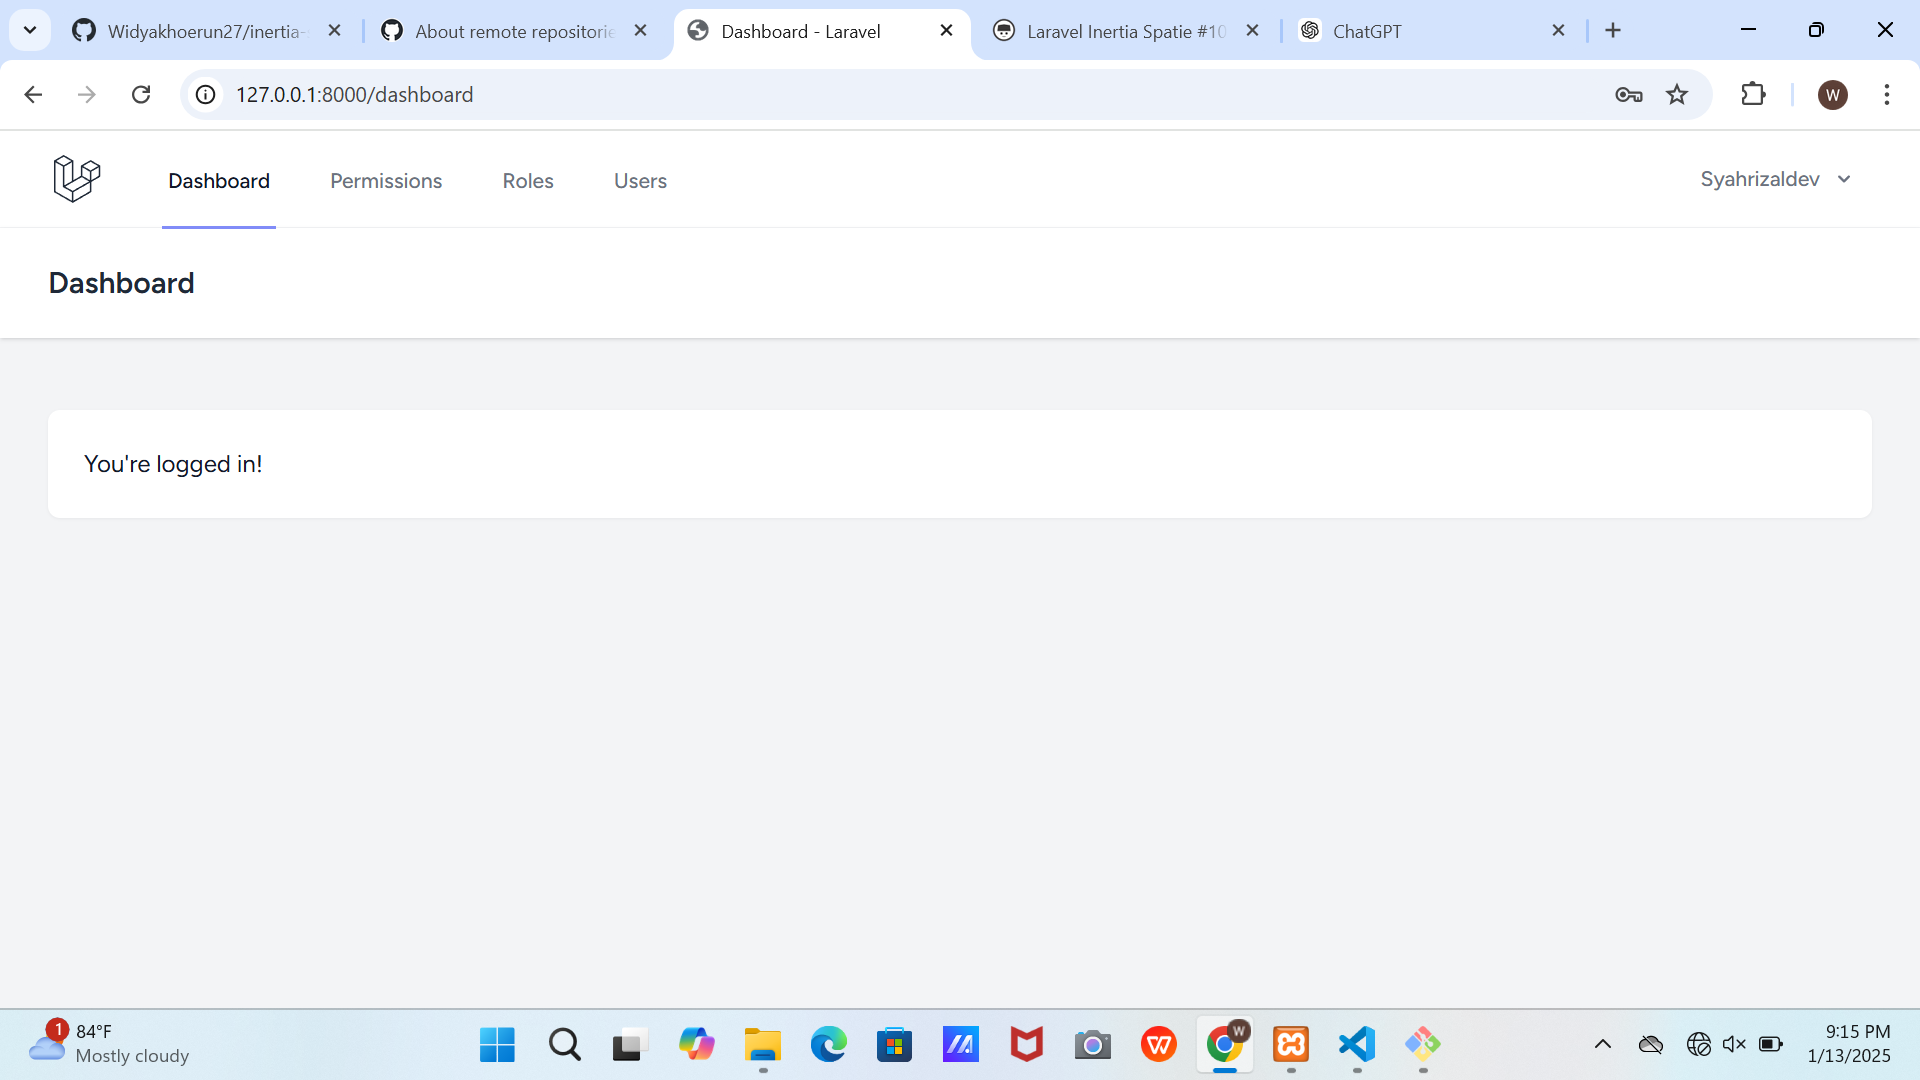 Widyakhoerun27/inertia-
About remote repositorie
Dashboard - Laravel
Laravel Inertia Spatie #10
ChatGPT
127.0.0.1:8000/dashboard
W
Dashboard
Permissions
Roles
Users
Syahrizaldev
Dashboard
You're logged in!
1
84°F
Mostly cloudy
W
9:15 PM
1/13/2025